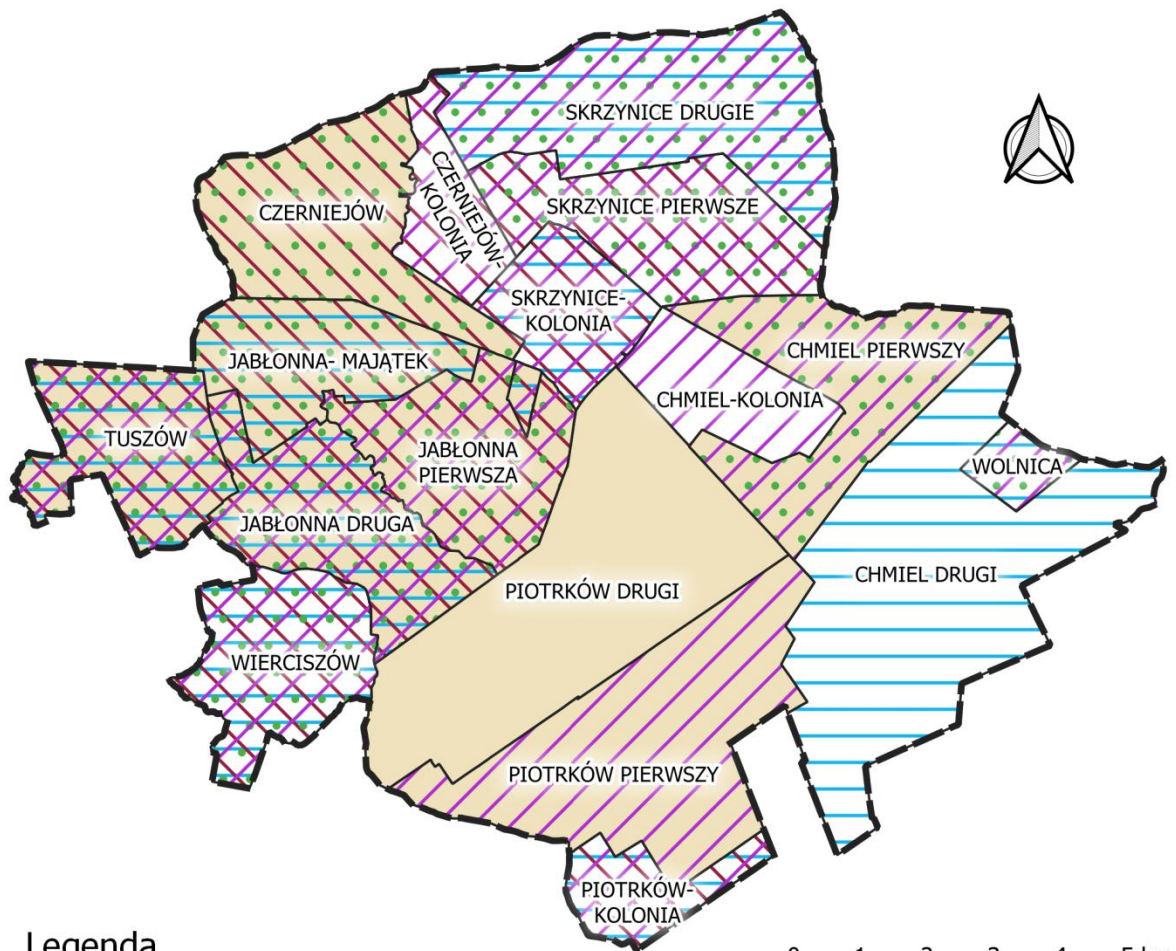 SKRZYNICE DRUGIE
CZERNIEJÓW-
KOLONIA
SKRZYNICE PIERWSZE
CZERNIEJÓW
SKRZYNICE-
KOLONIA
JABŁONNA- MAJĄTEK
CHMIEL PIERWSZY
CHMIEL-KOLONIA
TUSZÓW
JABŁONNA
PIERWSZA
WOLNICA
JABŁONNA DRUGA
CHMIEL DRUGI
PIOTRKÓW DRUGI
WIERCISZÓW
PIOTRKÓW PIERWSZY
PIOTRKÓW-
KOLONIA
Legenda